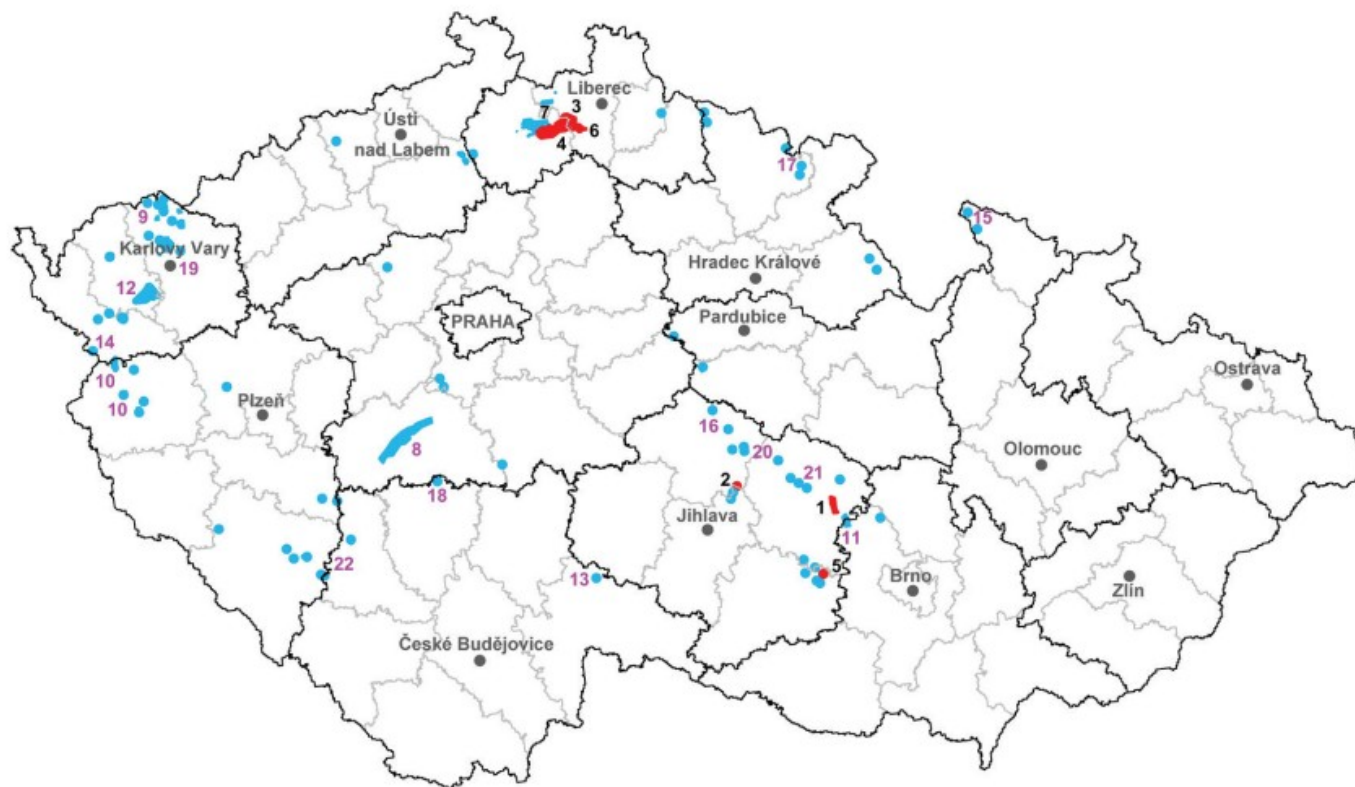 Liberec
7
3
Ústi
nad Labem
4
6
17
9
15
Karlovy Vary
19
Hradec Králové
12
PRAHA
Pardubice
14
10
Ostrava
10
Plzeň
16
8
20
Olomouc
2
21
18
1
Jihlava
11
22
5
13
Brno
Zlín
České Budějovice